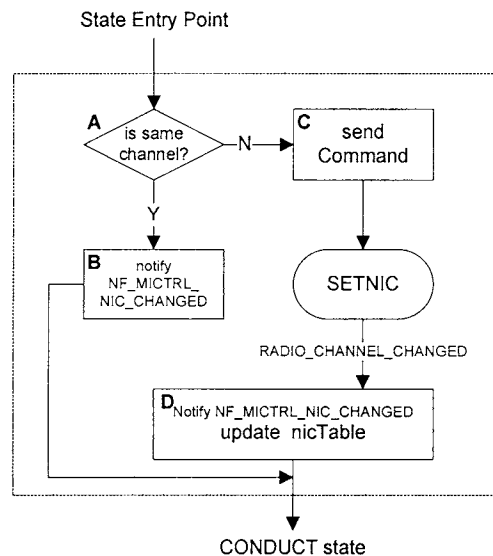 State Entry Point
A
is same
channel?
N
C
send
Command
Y
B
notify
NF_MICTRL_
NIC_CHANGED
SETNIC
RADIO_CHANNEL_CHANGED
D
Notify NF_MICTRL_NIC_CHANGED
update nicTable
CONDUCT state